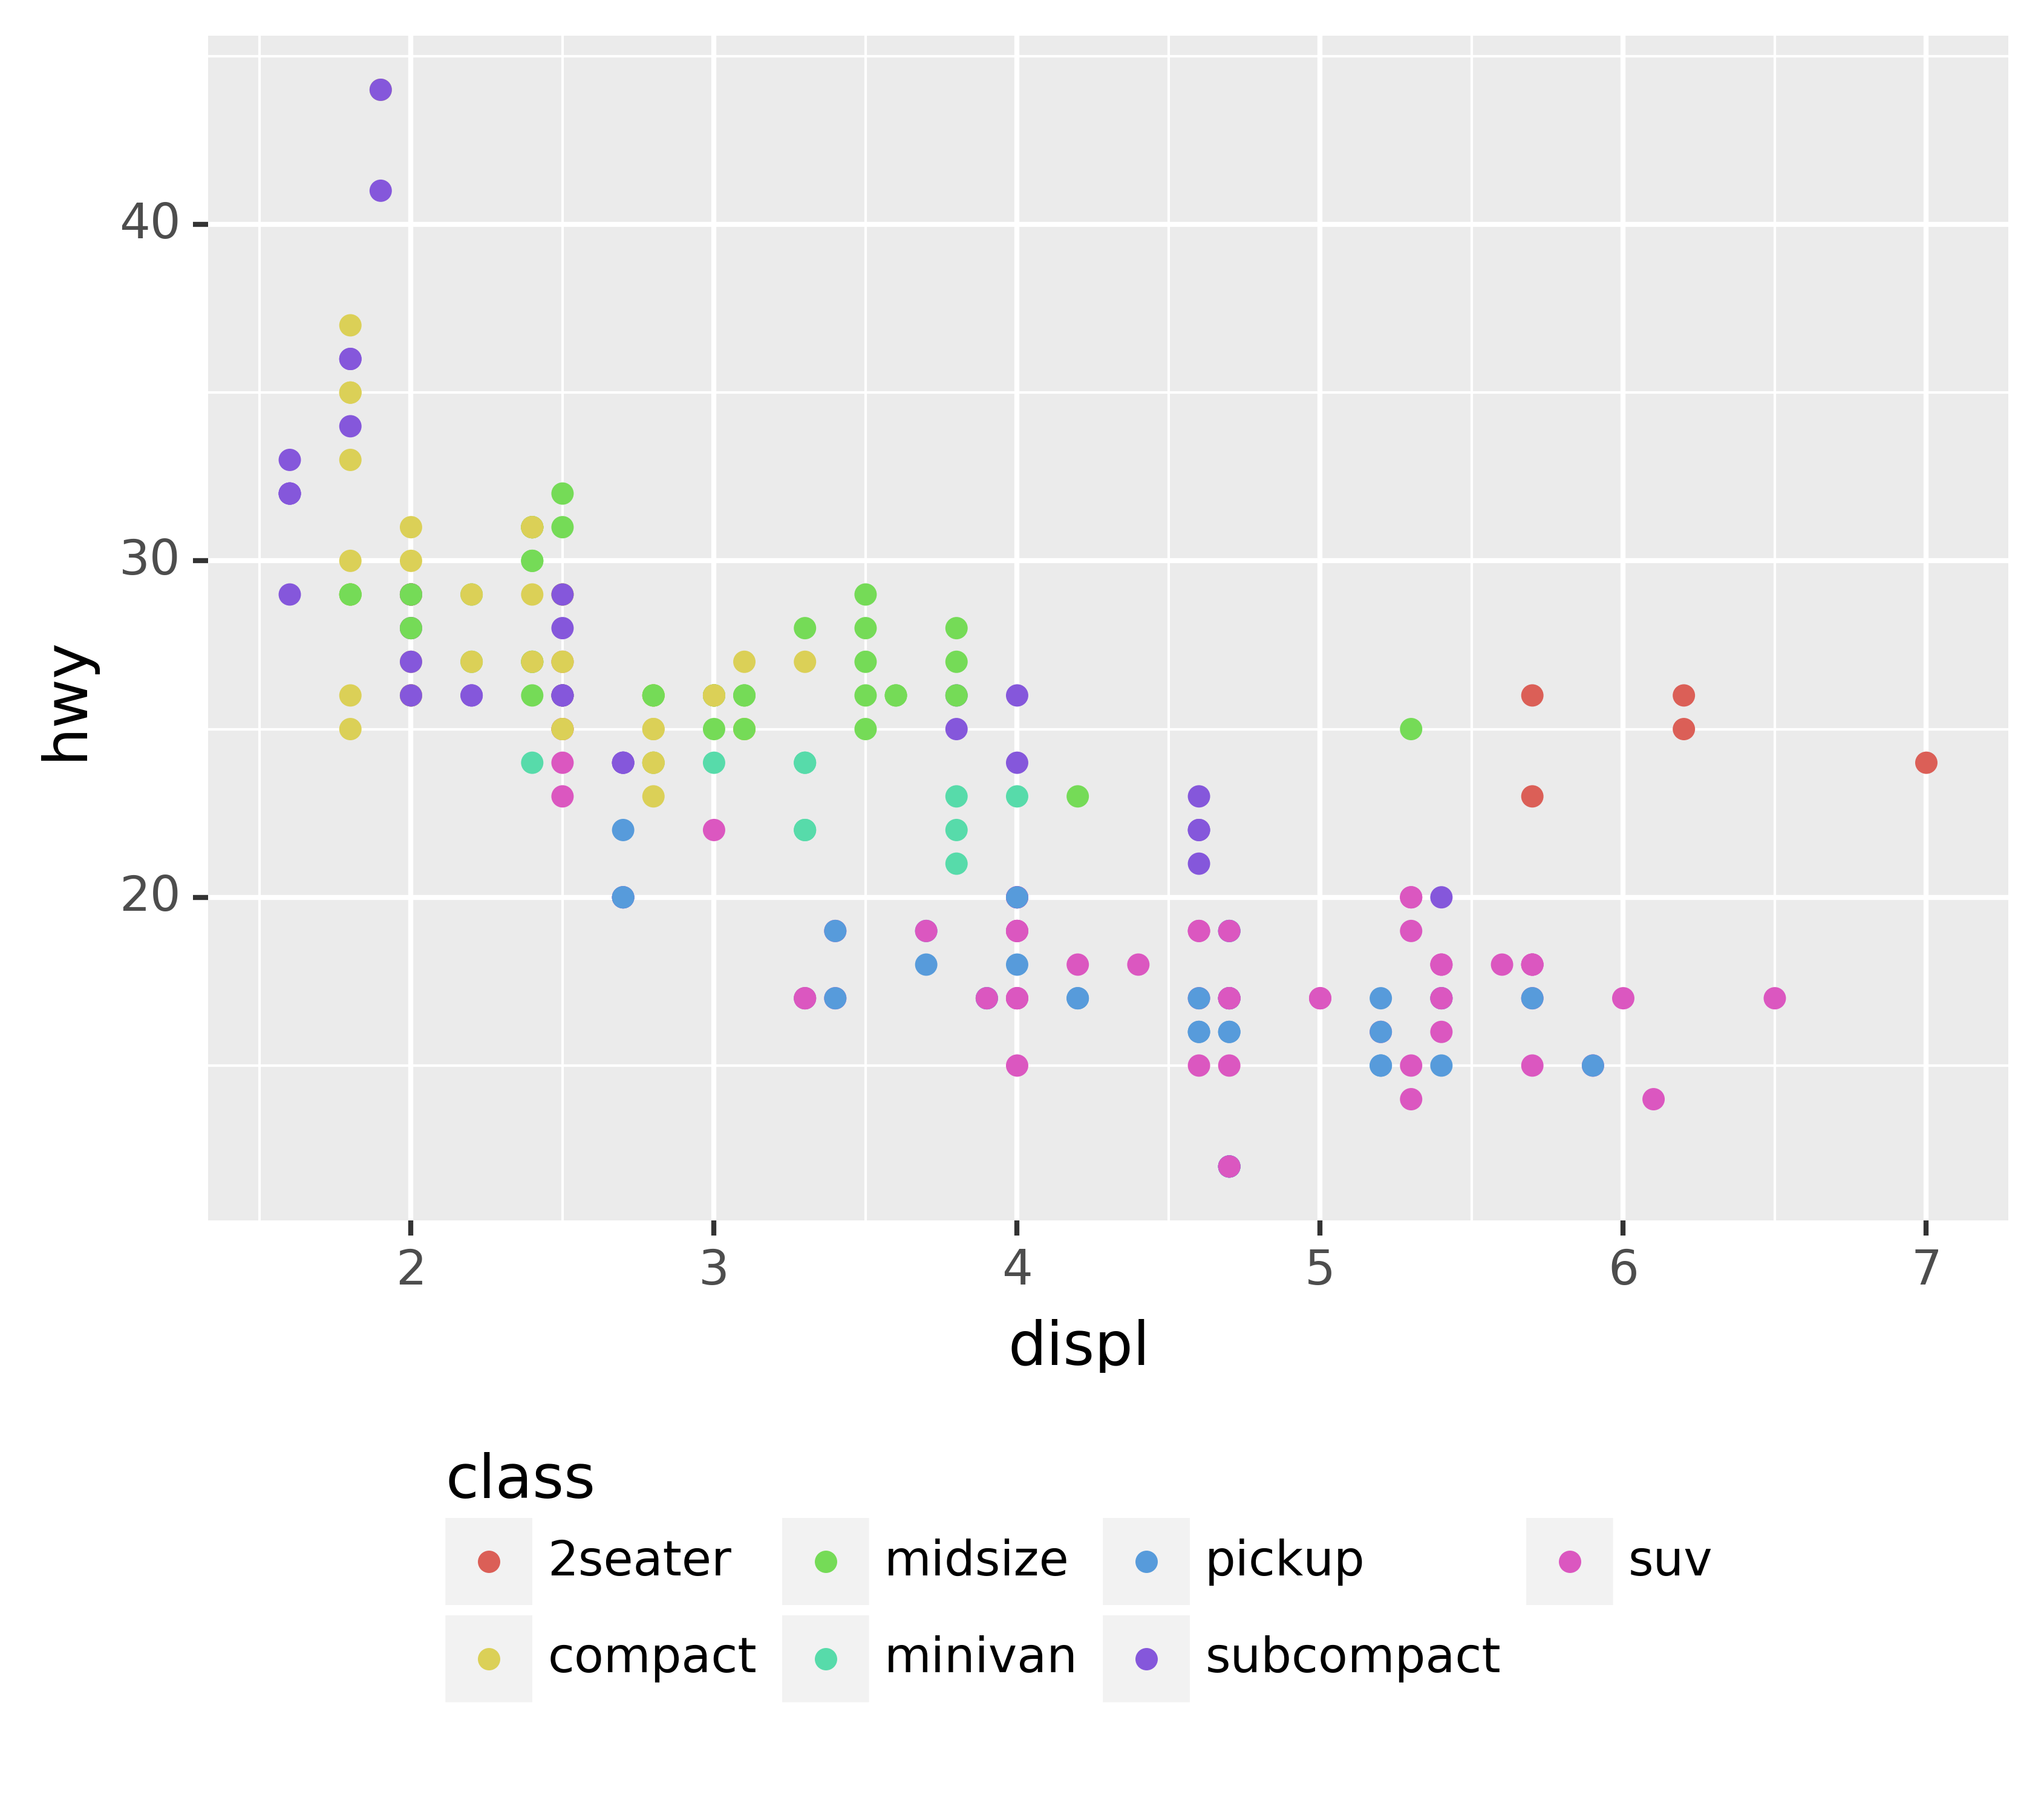 hwy
40
30
20
2 3 4 5 6 7
displ
class
2seater midsize pickup suv
compact minivan subcompact